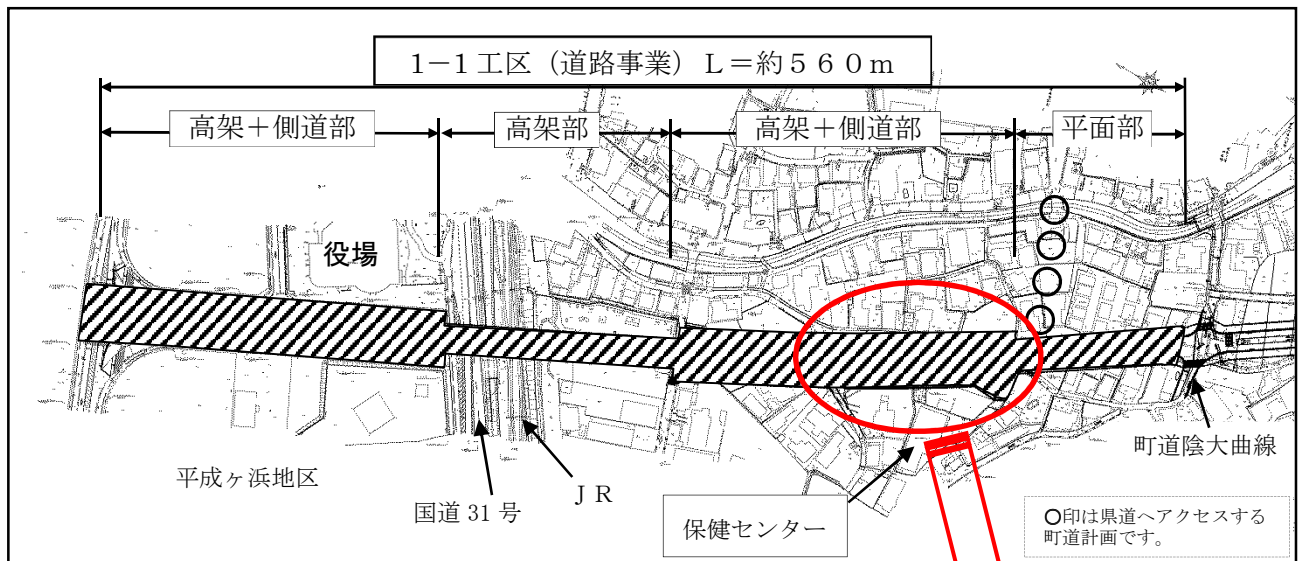 1－1工区（道路事業）L＝約５６０ｍ
高架＋側道部
高架部
高架＋側道部
平面部
役場
平成ヶ浜地区
国道 31 号
ＪＲ
保健センター
町道陰大曲線
〇印は県道へアクセスする
町道計画です。